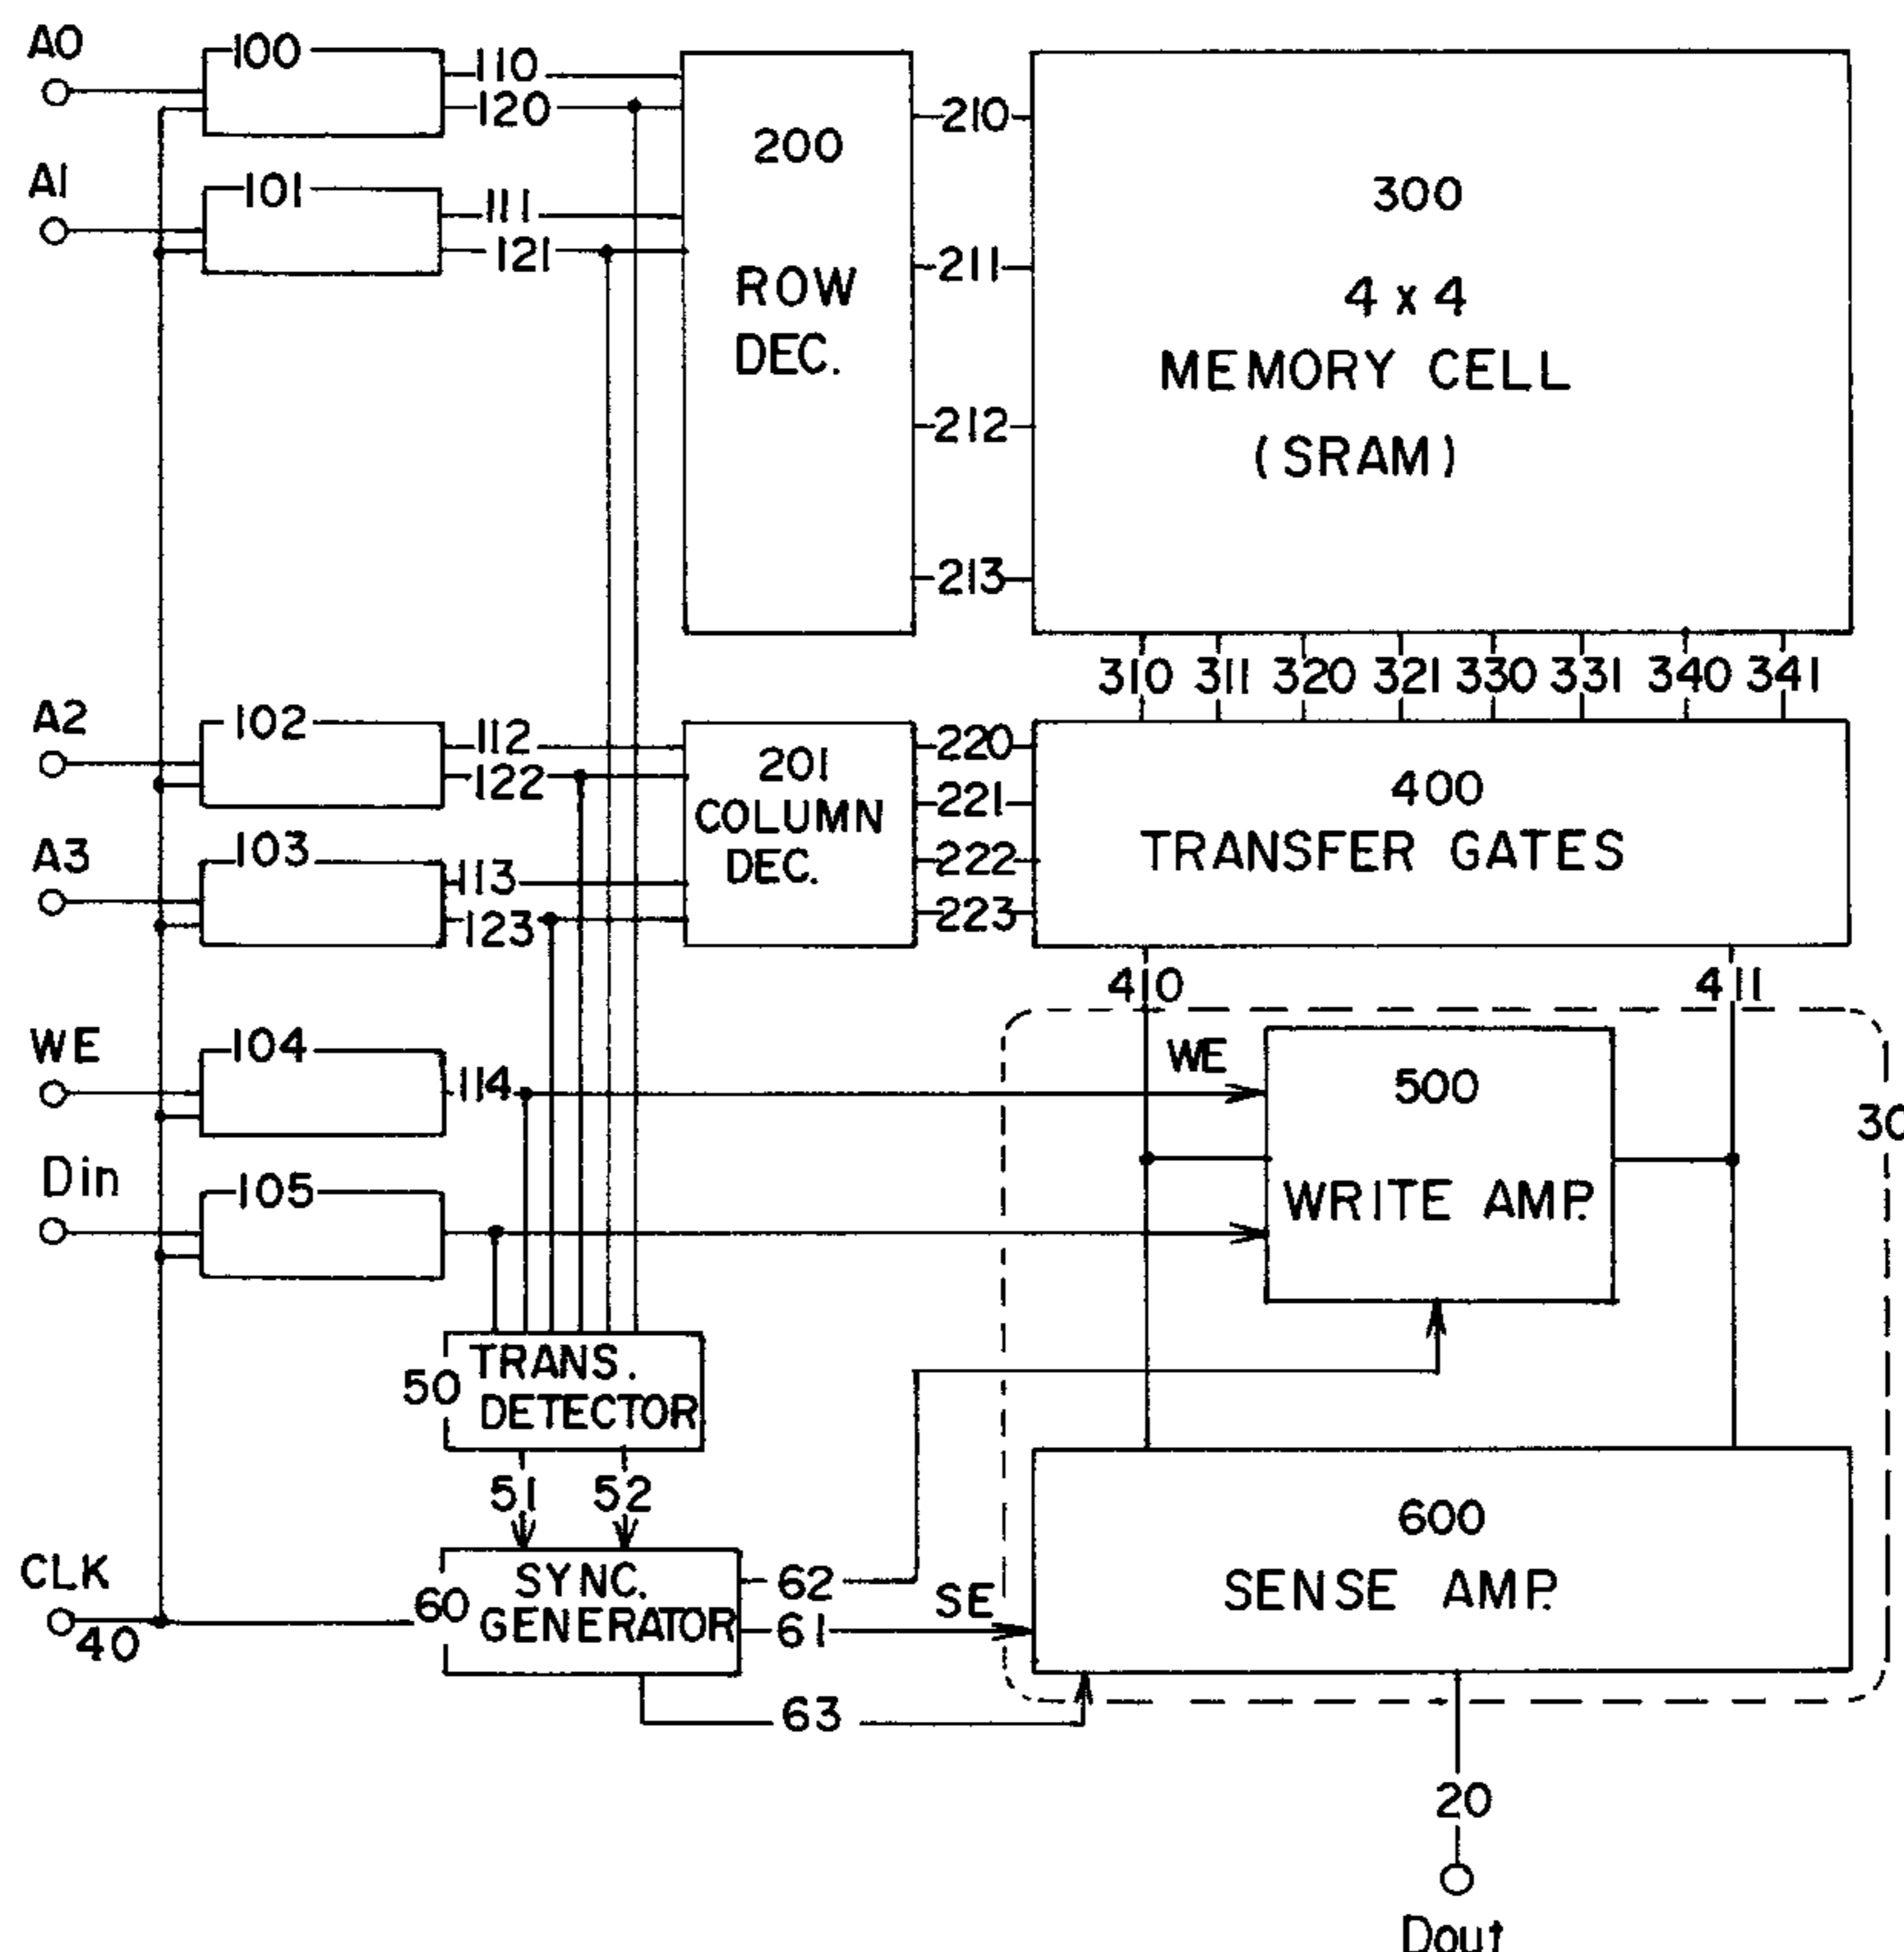 A0
100
110
120
A1
101
111
121
200
ROW
DEC.
210
211
212
213
300
4 x 4
MEMORY CELL
(SRAM)
310 311 320 321 330 331 340 341
A2
102
112
122
A3
103
113
123
201
COLUMN
DEC.
220
221
222
223
400
TRANSFER GATES
410
411
WE
104
114
WE
Din
105
500
WRITE AMP.
30
50
TRANS.
DETECTOR
51
52
CLK
40
60
SYNC.
GENERATOR
62
61
63
SE
600
SENSE AMP.
20
Dout